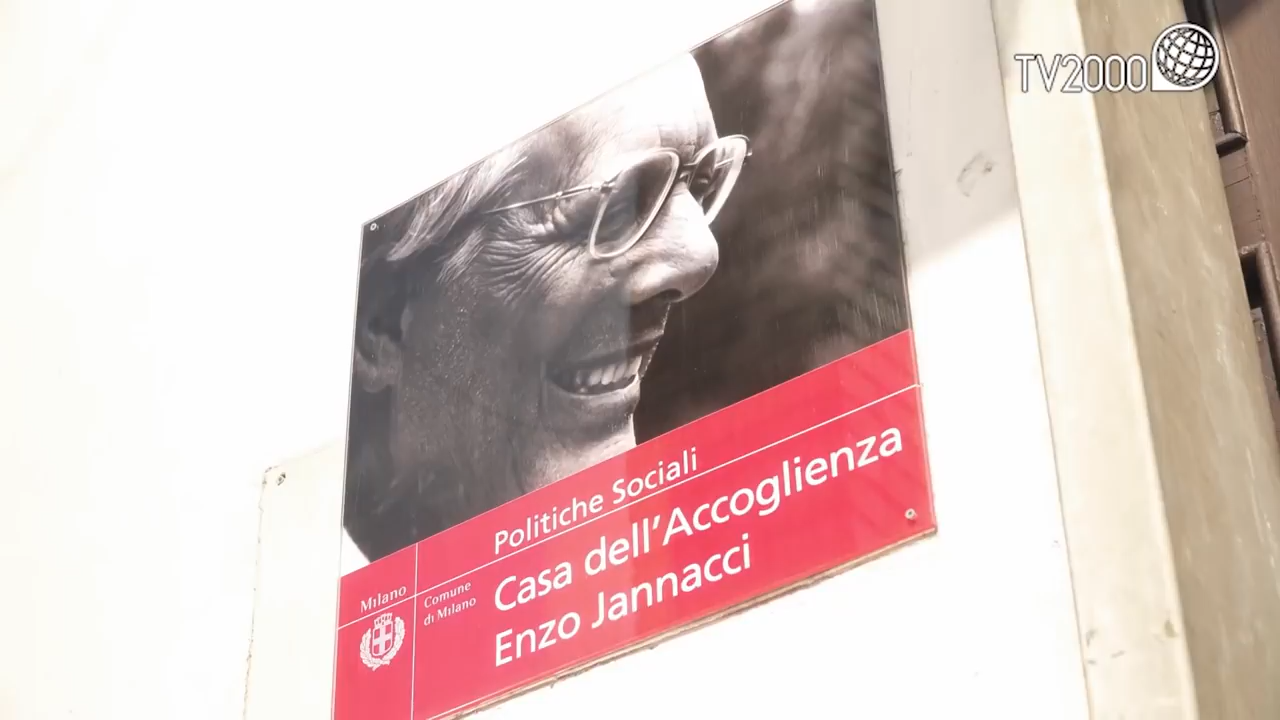 TV2000
Politiche Sociali
Casa dell'Accoglienza
Enzo Jannacci
Milano
Comune
di Milano